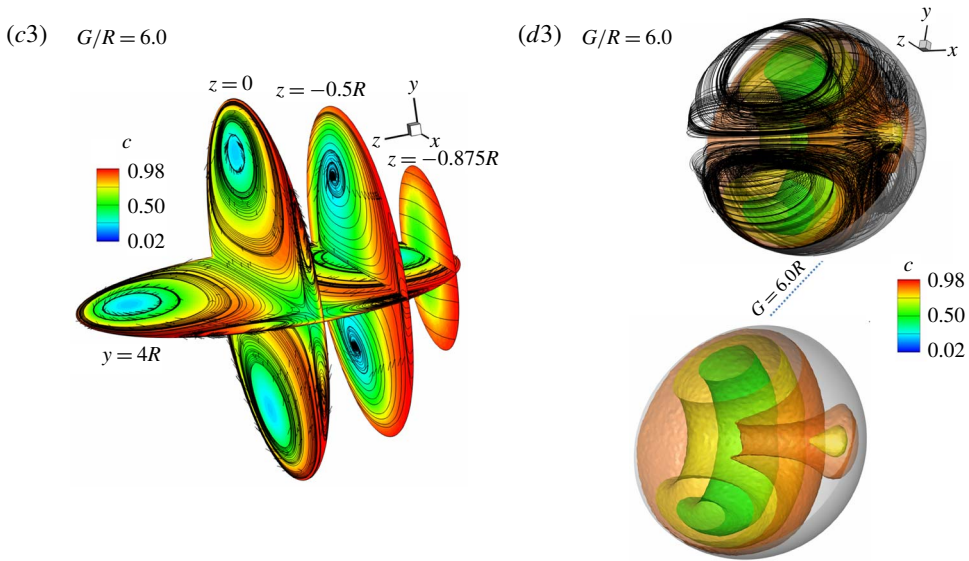 (c3) G/R = 6.0
z = 0
z = −0.5R
y
z
x
z = −0.875R
c
0.98
0.50
0.02
y = 4R
(d3) G/R = 6.0
y
z
x
G = 6.0R
c
0.98
0.50
0.02